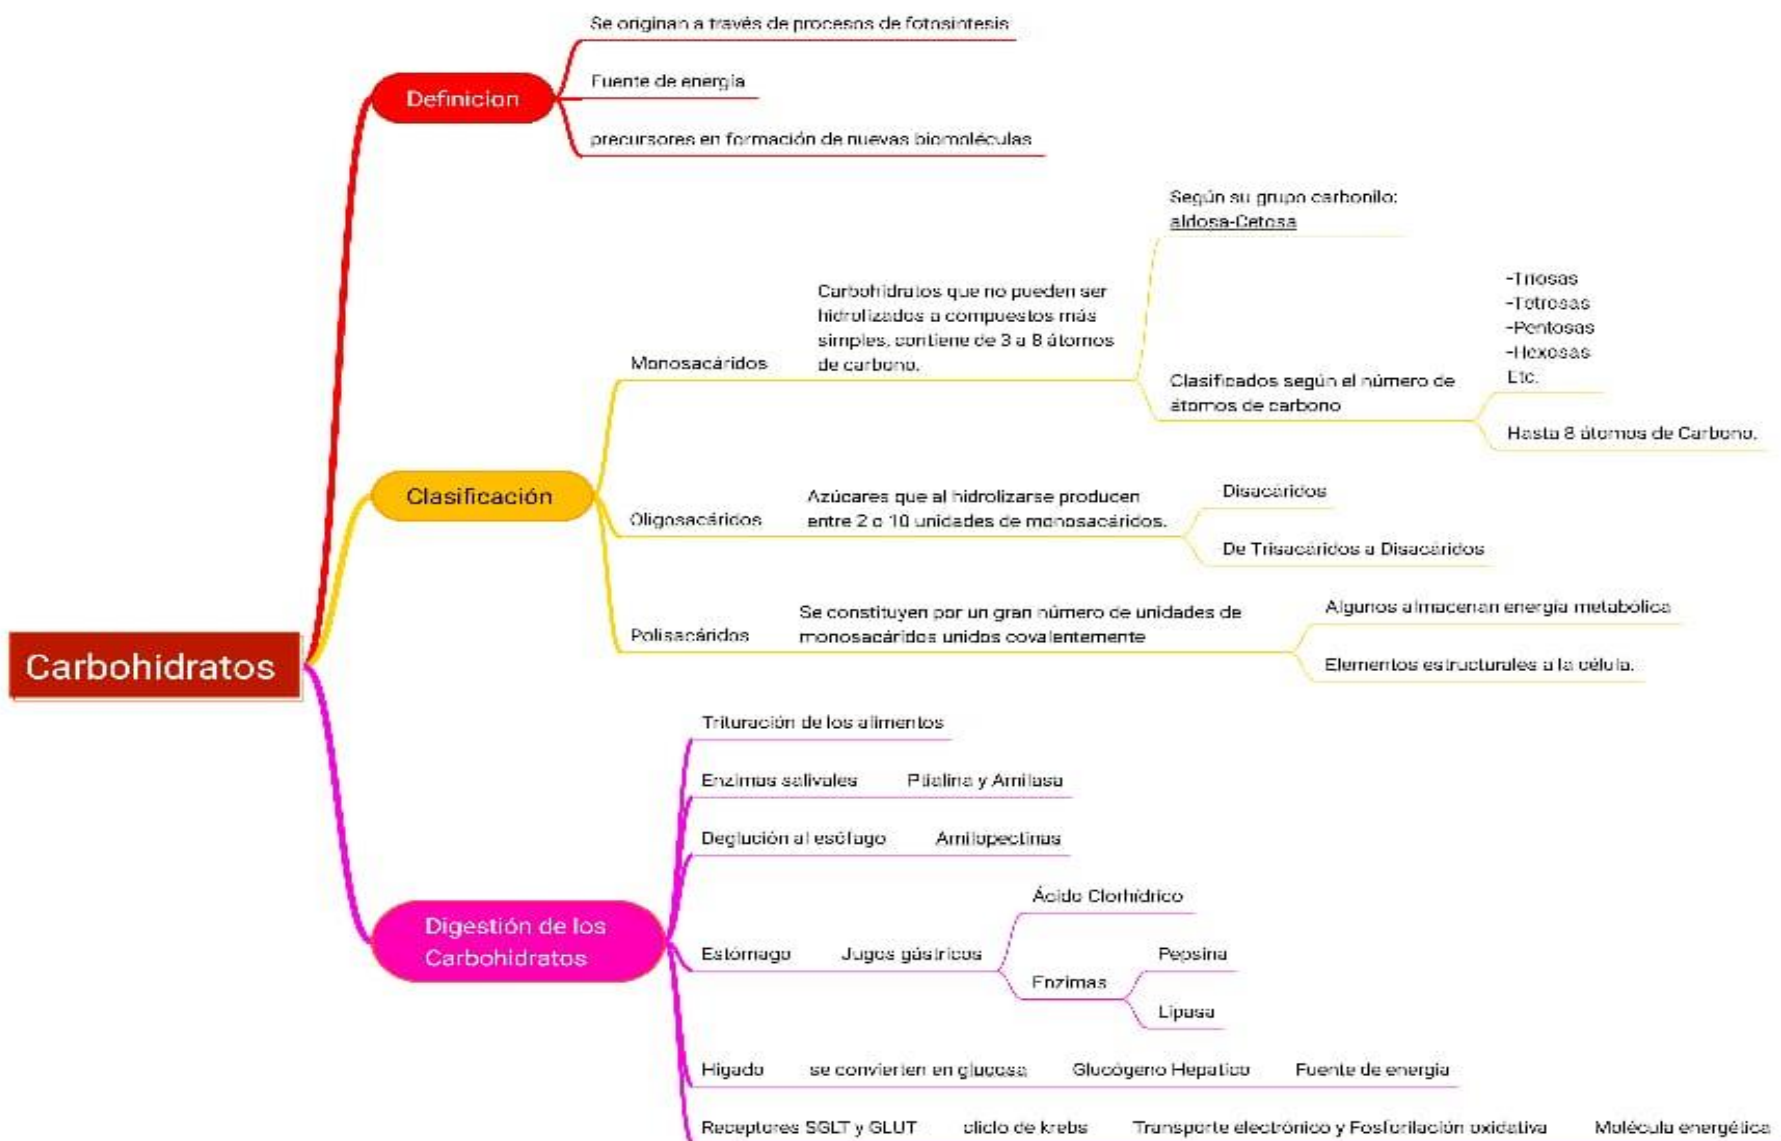 Se originan a través de procesos de fotosíntesis
Definicion
Fuente de energía
precursores en formación de nuevas biomoléculas
Carbohidratos
Clasificación
Monosacáridos
Carbohidratos que no pueden ser
hidrolizados a compuestos más
simples, contiene de 3 a 8 átomos
de carbono.
Según su grupo carbonilo:
aldosa-Cetosa
Clasificados según el número de
átomos de carbono
-Triosas
-Tetrosas
-Pentosas
-Hexosas
Etc.
Hasta 8 átomos de Carbono.
Oligosacáridos
Azúcares que al hidrolizarse producen
entre 2 o 10 unidades de monosacáridos.
Disacáridos
De Trisacáridos a Disacáridos
Polisacáridos
Se constituyen por un gran número de unidades de
monosacáridos unidos covalentemente
Algunos almacenan energía metabólica
Elementos estructurales a la célula.
Digestión de los
Carbohidratos
Trituración de los alimentos
Enzimas salivales
Ptialina y Amilasa
Deglución al esófago
Amilopectinas
Estómago
Jugos gástricos
Ácido Clorhídrico
Enzimas
Pepsina
Lipasa
Hígado
se convierten en glucosa
Glucógeno Hepatico
Fuente de energía
Receptores SGLT y GLUT
cliclo de krebs
Transporte electrónico y Fosforilación oxidativa
Molécula energética